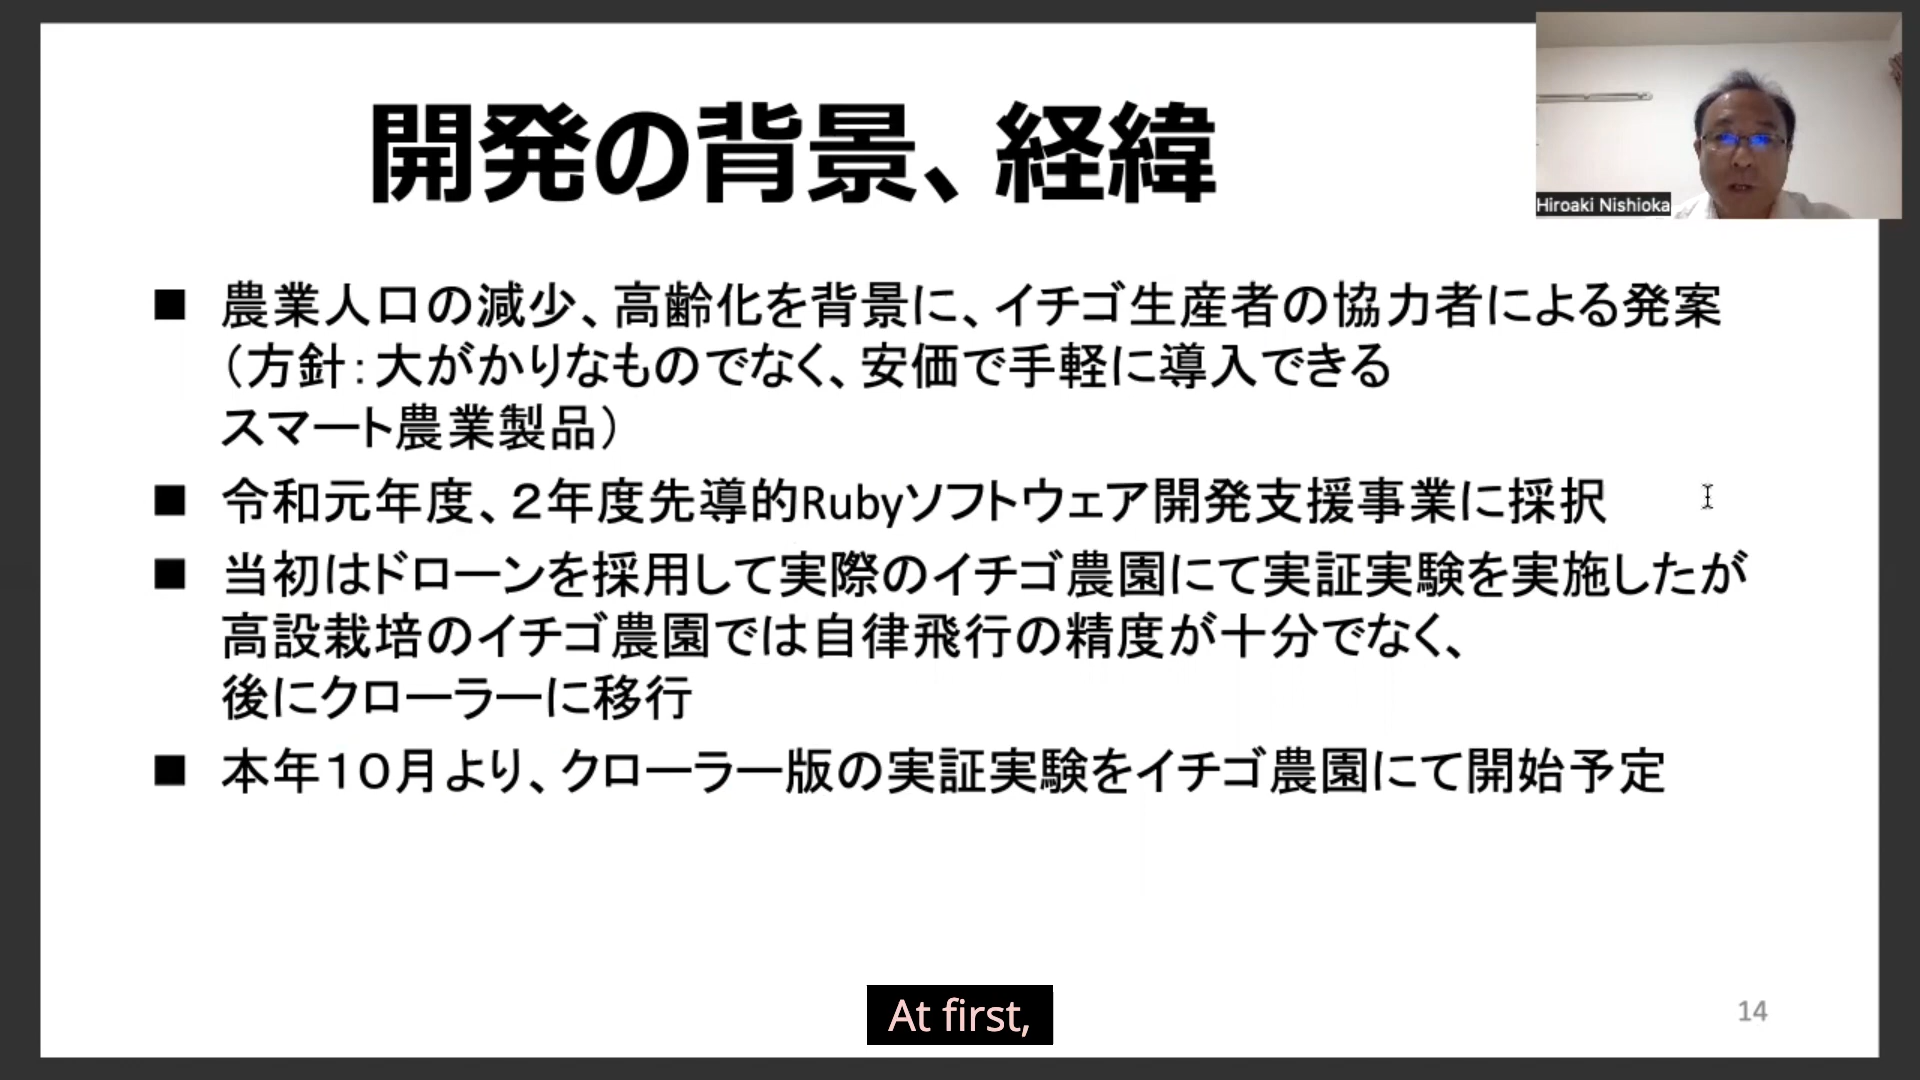 開発の背景、経緯
Hiroaki Nishioka
■ 農業人口の減少、高齢化を背景に、イチゴ生産者の協力者による発案
（方針：大がかりなものでなく、安価で手軽に導入できる
スマート農業製品）
■ 令和元年度、２年度先導的Rubyソフトウェア開発支援事業に採択
■ 当初はドローンを採用して実際のイチゴ農園にて実証実験を実施したが
高設栽培のイチゴ農園では自律飛行の精度が十分でなく、
後にクローラーに移行
■ 本年１０月より、クローラー版の実証実験をイチゴ農園にて開始予定
At first,
14